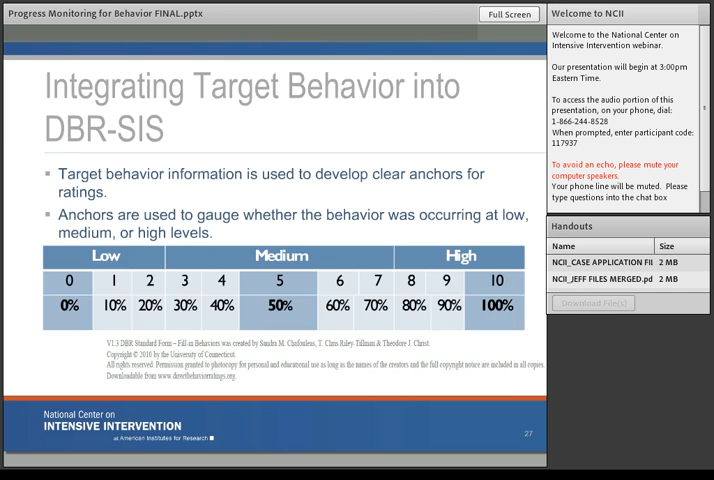 Progress Monitoring for Behavior FINAL.pptx
Full Screen
Integrating Target Behavior into
DBR-SIS
Target behavior information is used to develop clear anchors for
ratings.
Anchors are used to gauge whether the behavior was occurring at low,
medium, or high levels.
Low Medium High
0 1 2 3 4 5 6 7 8 9 10
0% 10% 20% 30% 40% 50% 60% 70% 80% 90% 100%
V1.3 DBR Standard Form – Fill-in Behaviors was created by Sandra M. Chafouleas, T. Chris Riley-Tillman & Theodore J. Christ.
Copyright © 2010 by the University of Connecticut.
All rights reserved. Permission granted to photocopy for personal and educational use as long as the names of the creators and the full copyright notice are included in all copies.
Downloadable from www.directbehaviorratings.org.
National Center on
INTENSIVE INTERVENTION
at American Institutes for Research
27
Welcome to NCII
Welcome to the National Center on
Intensive Intervention webinar.
Our presentation will begin at 3:00pm
Eastern Time.
To access the audio portion of this
presentation, on your phone, dial:
1-866-244-8528
When prompted, enter participant code:
117937
To avoid an echo, please mute your
computer speakers.
Your phone line will be muted. Please
type questions into the chat box
Handouts
Name Size
NCII_CASE APPLICATION FII 2 MB
NCII_JEFF FILES MERGED.pd 2 MB
Download File(s)